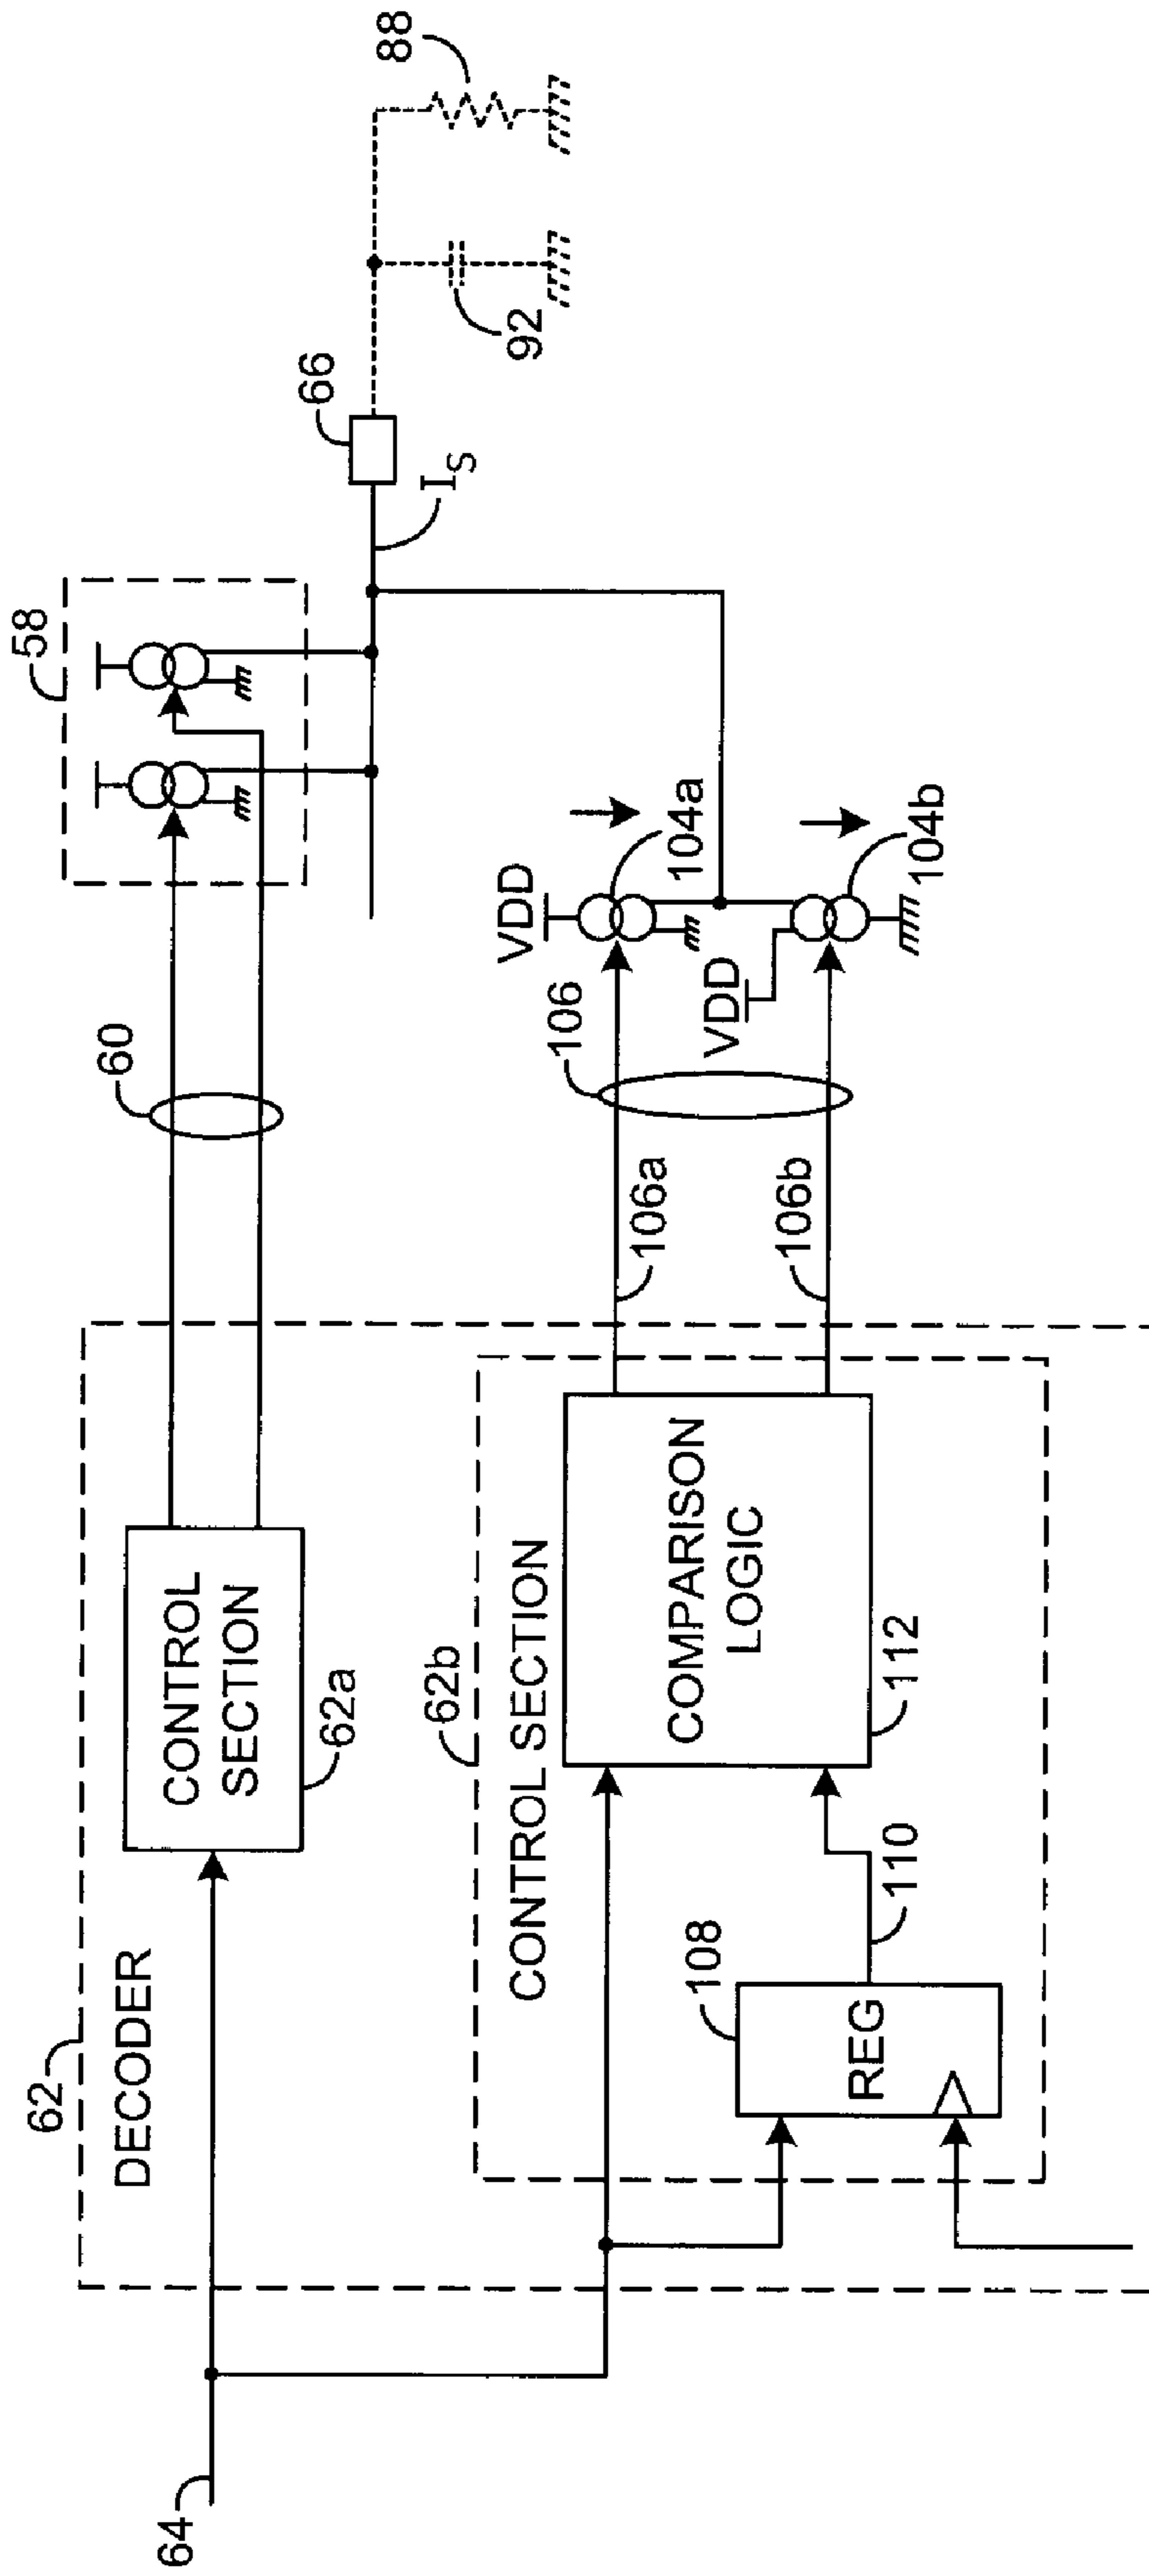 64
62
DECODER
CONTROL
SECTION
62a
60
58
66
I_S
88
92
62b
CONTROL SECTION
108
REG
110
COMPARISON
LOGIC
112
106a
106b
106
VDD
104a
VDD
104b